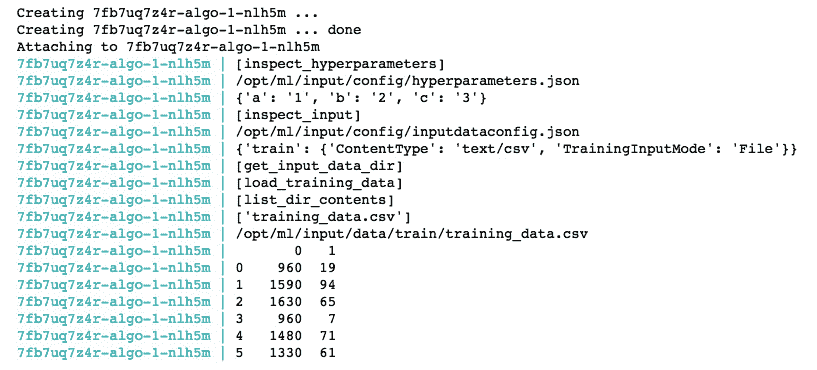 Creating 7fb7uq7z4r-algo-1-nlh5m ...
Creating 7fb7uq7z4r-algo-1-nlh5m ... done
Attaching to 7fb7uq7z4r-algo-1-nlh5m
7fb7uq7z4r-algo-1-nlh5m | [inspect_hyperparameters]
7fb7uq7z4r-algo-1-nlh5m | /opt/ml/input/config/hyperparameters.json
7fb7uq7z4r-algo-1-nlh5m | {'a': '1', 'b': '2', 'c': '3'}
7fb7uq7z4r-algo-1-nlh5m | [inspect_input]
7fb7uq7z4r-algo-1-nlh5m | /opt/ml/input/config/inputdataconfig.json
7fb7uq7z4r-algo-1-nlh5m | {'train': {'ContentType': 'text/csv', 'TrainingInputMode': 'File'}}
7fb7uq7z4r-algo-1-nlh5m | [get_input_data_dir]
7fb7uq7z4r-algo-1-nlh5m | [load_training_data]
7fb7uq7z4r-algo-1-nlh5m | [list_dir_contents]
7fb7uq7z4r-algo-1-nlh5m | ['training_data.csv']
7fb7uq7z4r-algo-1-nlh5m | /opt/ml/input/data/train/training_data.csv
7fb7uq7z4r-algo-1-nlh5m |       0   1
7fb7uq7z4r-algo-1-nlh5m | 0   960  19
7fb7uq7z4r-algo-1-nlh5m | 1  1590  94
7fb7uq7z4r-algo-1-nlh5m | 2  1630  65
7fb7uq7z4r-algo-1-nlh5m | 3   960   7
7fb7uq7z4r-algo-1-nlh5m | 4  1480  71
7fb7uq7z4r-algo-1-nlh5m | 5  1330  61